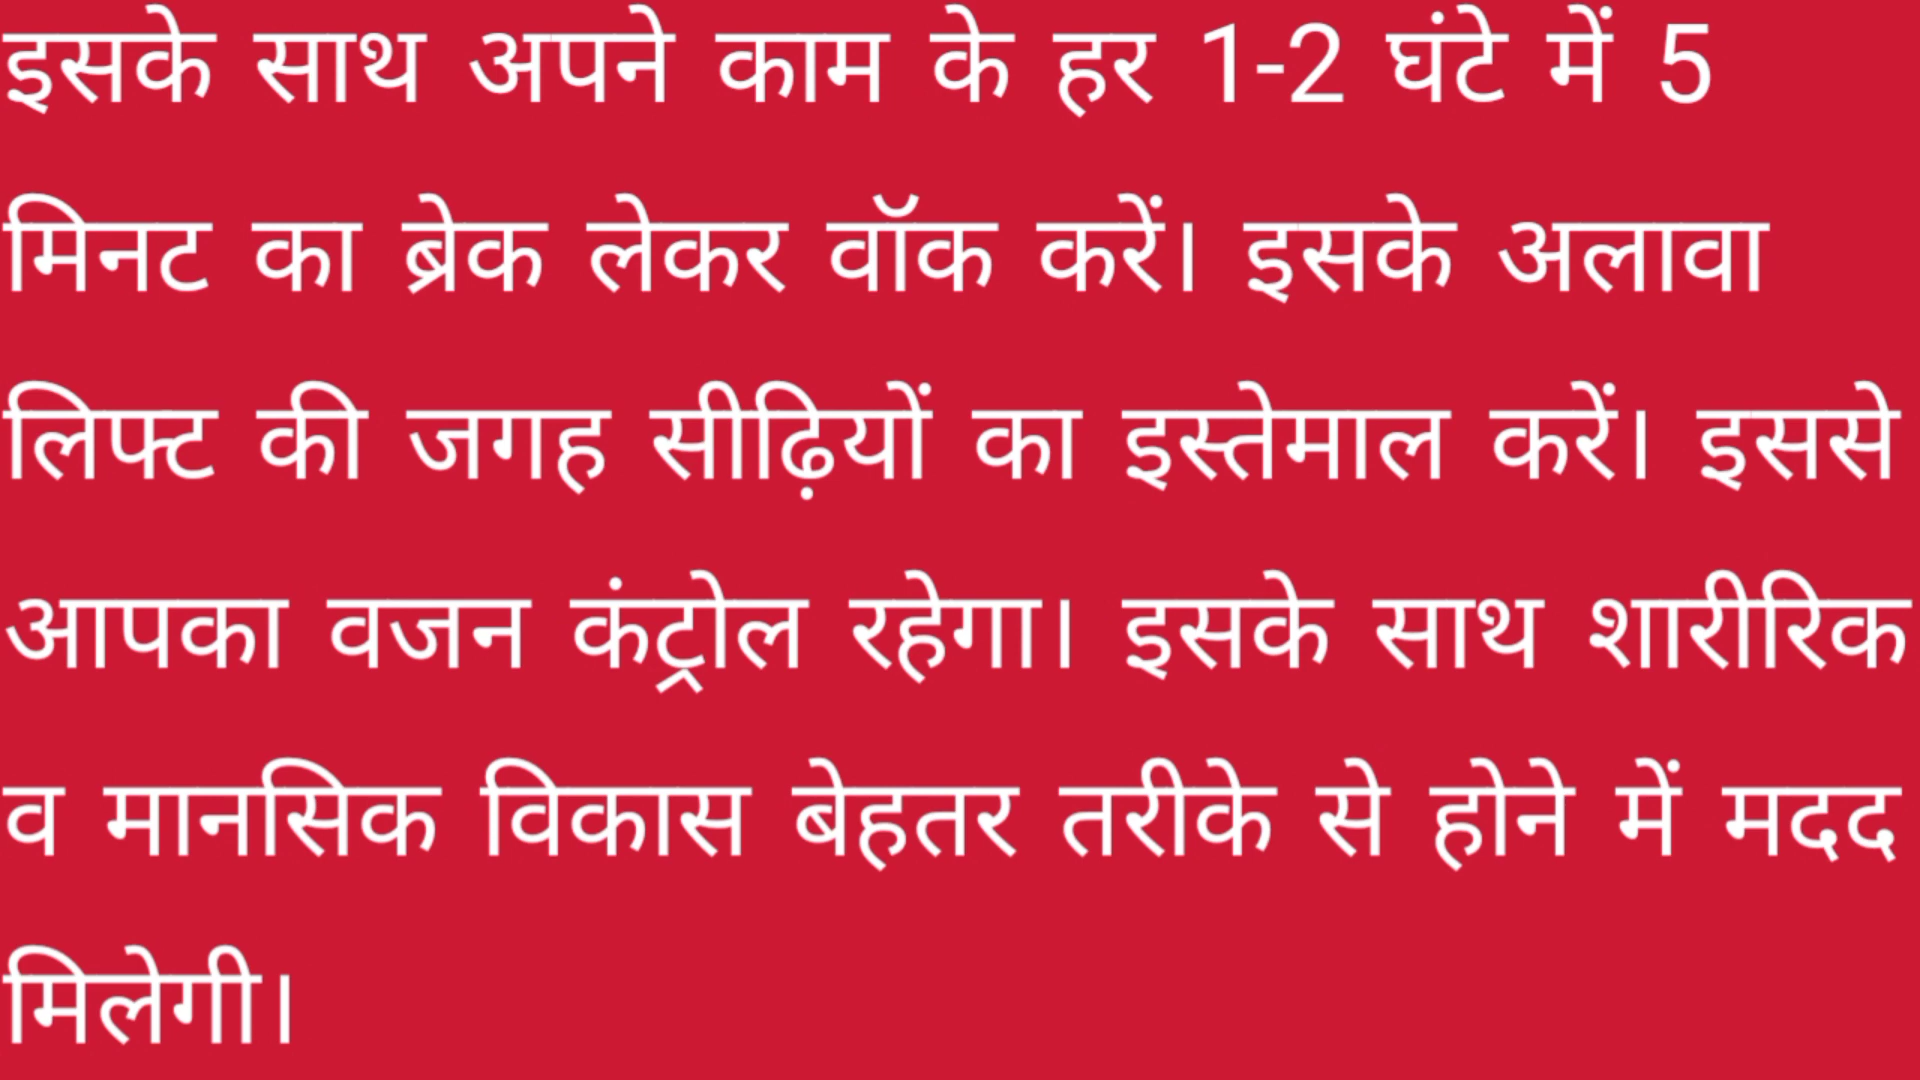 इसके साथ अपने काम के हर 1-2 घंटे में 5
मिनट का ब्रेक लेकर वॉक करें। इसके अलावा
लिफ्ट की जगह सीढ़ियों का इस्तेमाल करें। इससे
आपका वजन कंट्रोल रहेगा। इसके साथ शारीरिक
व मानसिक विकास बेहतर तरीके से होने में मदद
मिलेगी।